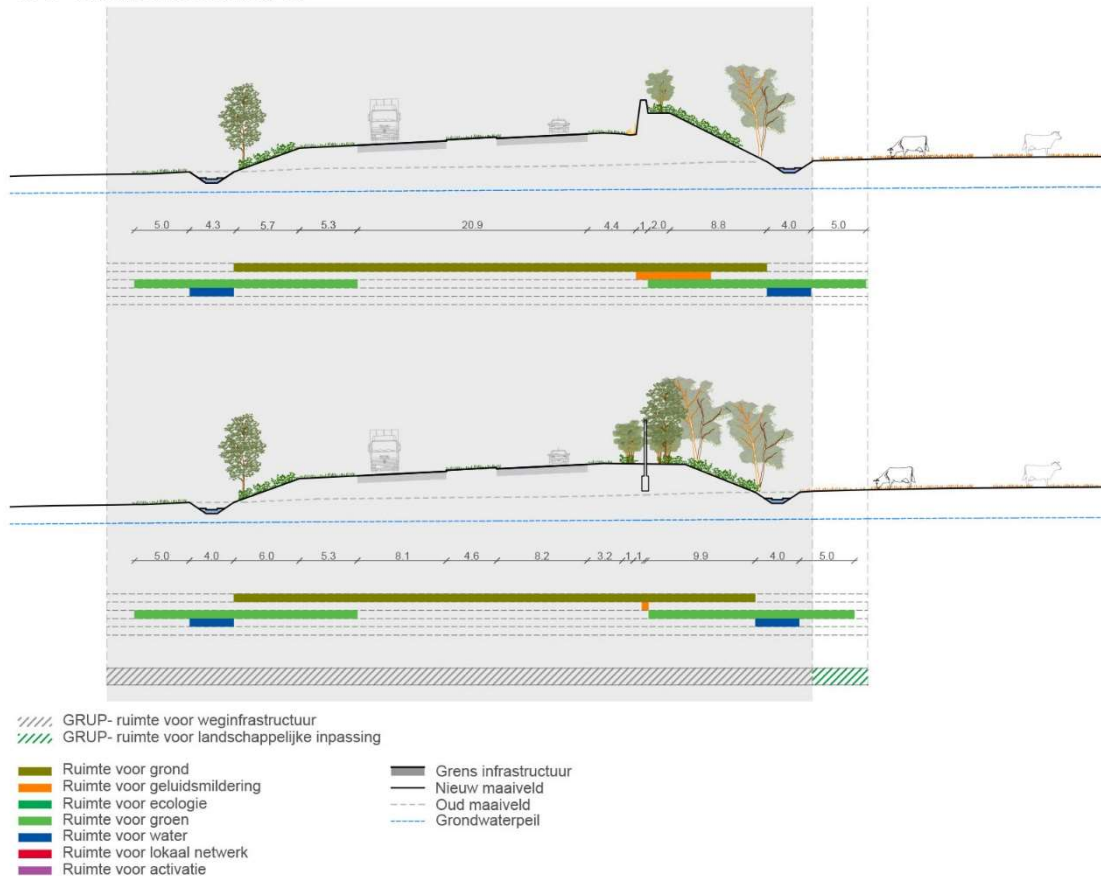 5.0 4.3 5.7 5.3 20.9 4.4 1 2.0 8.8 4.0 5.0
5.0 4.0 6.0 5.3 8.1 4.6 8.2 3.2 1 1 9.9 4.0 5.0
GRUP- ruimte voor weginfrastructuur
GRUP- ruimte voor landschappelijke inpassing
Ruimte voor grond
Ruimte voor geluidsmildering
Ruimte voor ecologie
Ruimte voor groen
Ruimte voor water
Ruimte voor lokaal netwerk
Ruimte voor activatie
Grens infrastructuur
Nieuw maaiveld
Oud maaiveld
Grondwaterpeil